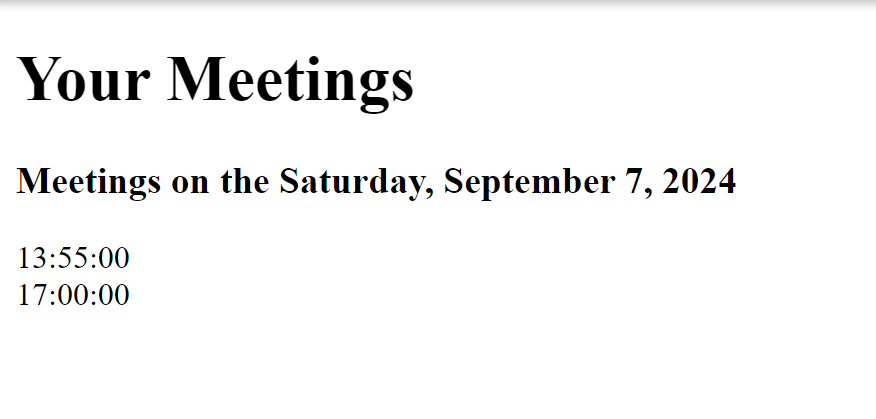 Your Meetings
Meetings on the Saturday, September 7, 2024
13:55:00
17:00:00